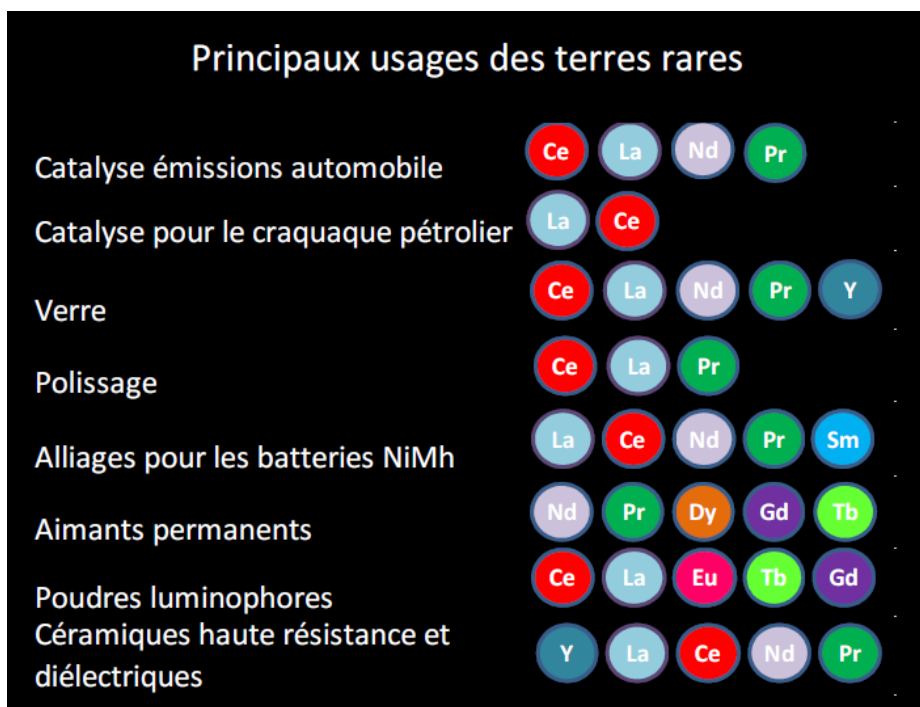 Principaux usages des terres rares
Catalyse émissions automobile Ce La Nd Pr
Catalyse pour le craquaque pétrolier La Ce
Verre Ce La Nd Pr Y
Polissage Ce La Pr
Alliages pour les batteries NiMh La Ce Nd Pr Sm
Aimants permanents Nd Pr Dy Gd Tb
Poudres luminophores Ce La Eu Tb Gd
Céramiques haute résistance et
diélectriques Y La Ce Nd Pr